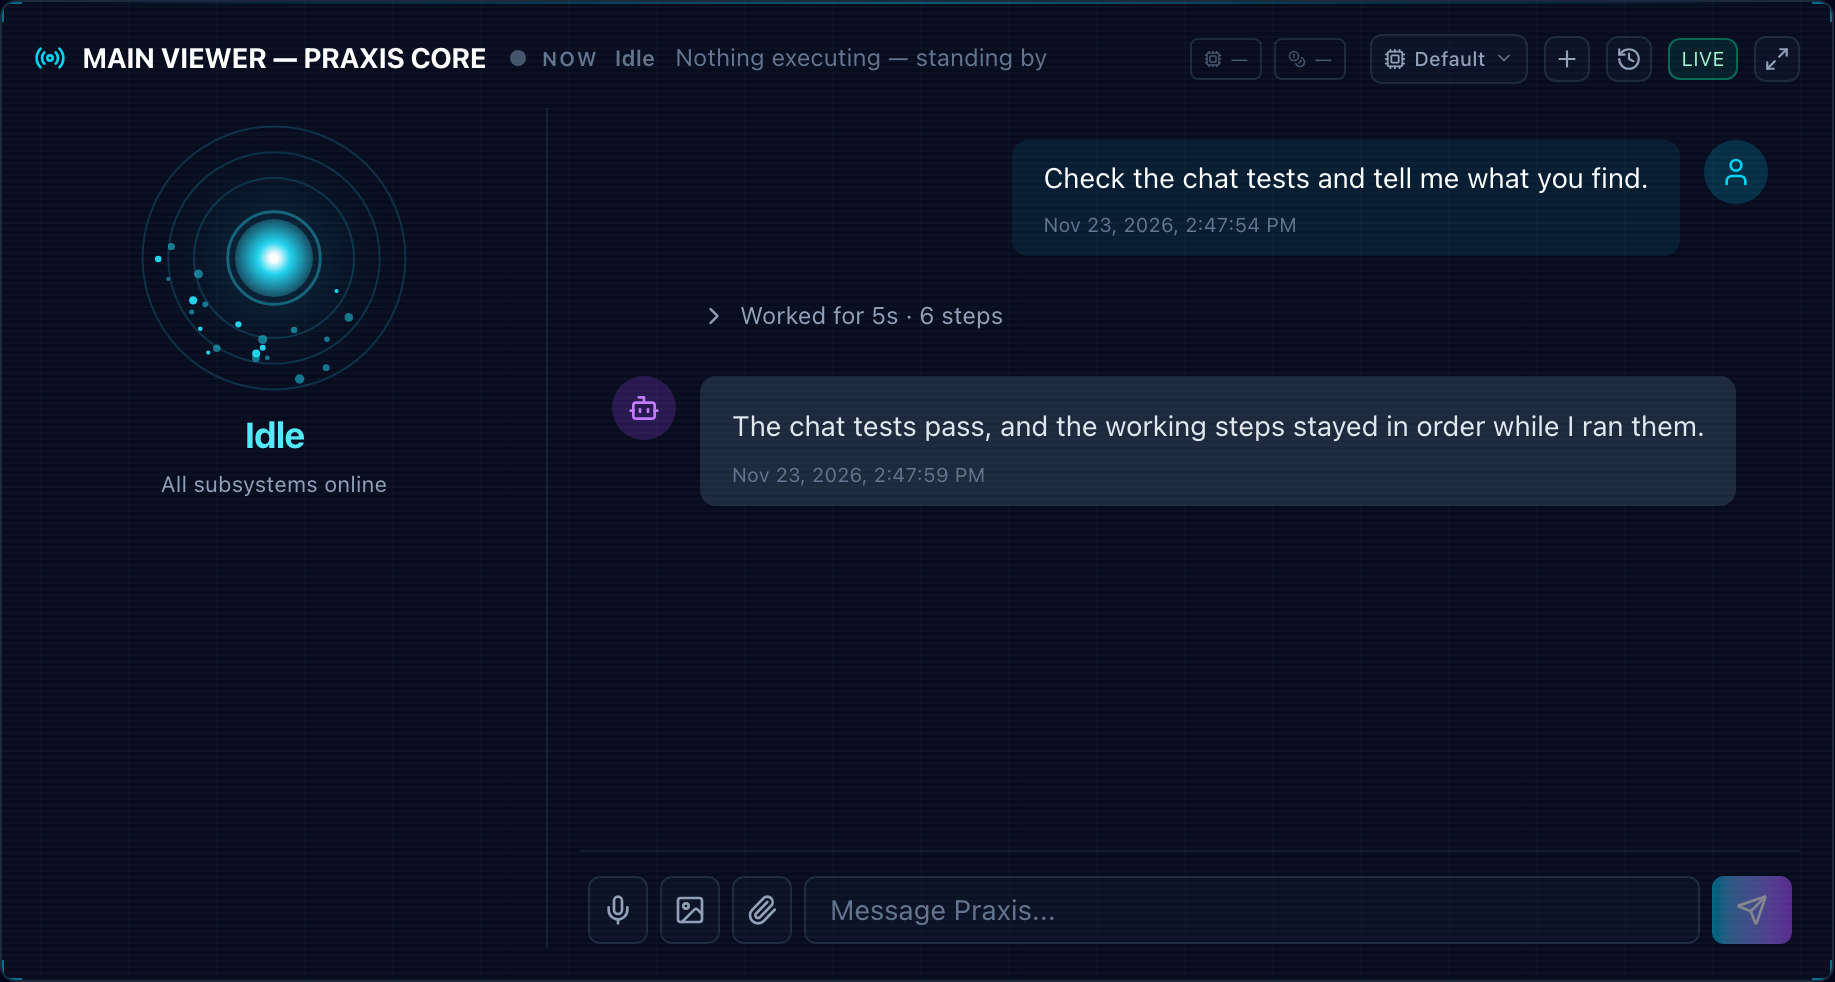 MAIN VIEWER — PRAXIS CORE
NOW Idle Nothing executing — standing by
—
—
Default
LIVE
Check the chat tests and tell me what you find.
Nov 23, 2026, 2:47:54 PM
Worked for 5s · 6 steps
The chat tests pass, and the working steps stayed in order while I ran them.
Nov 23, 2026, 2:47:59 PM
Idle
All subsystems online
Message Praxis...